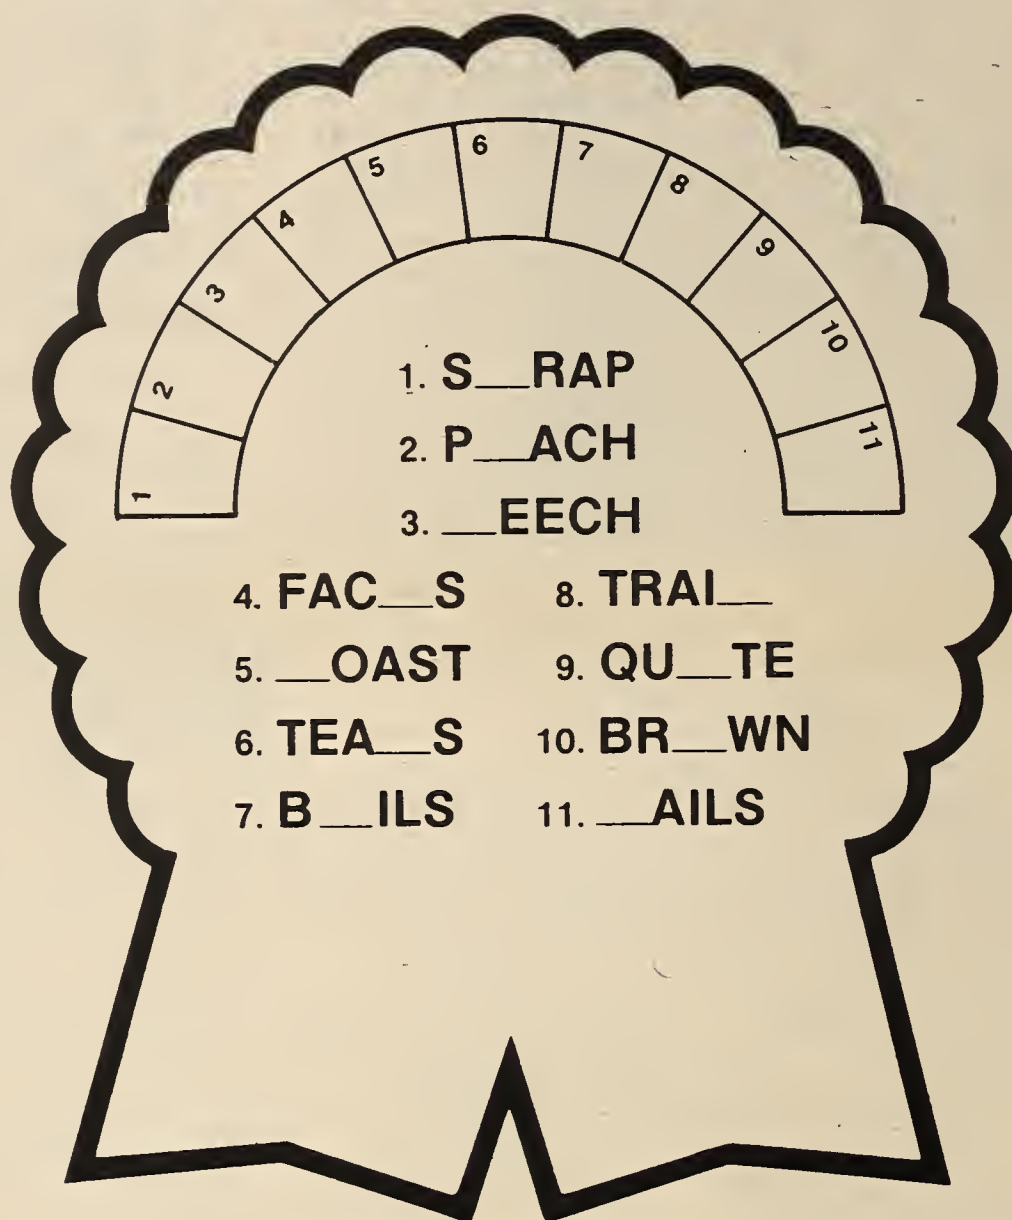 1
2
3
4
5
6
7
8
9
10
11
1. S__RAP
2. P__ACH
3. __EECH
4. FAC__S
8. TRAI__
5. __OAST
9. QU__TE
6. TEA__S
10. BR__WN
7. B__ILS
11. __AILS